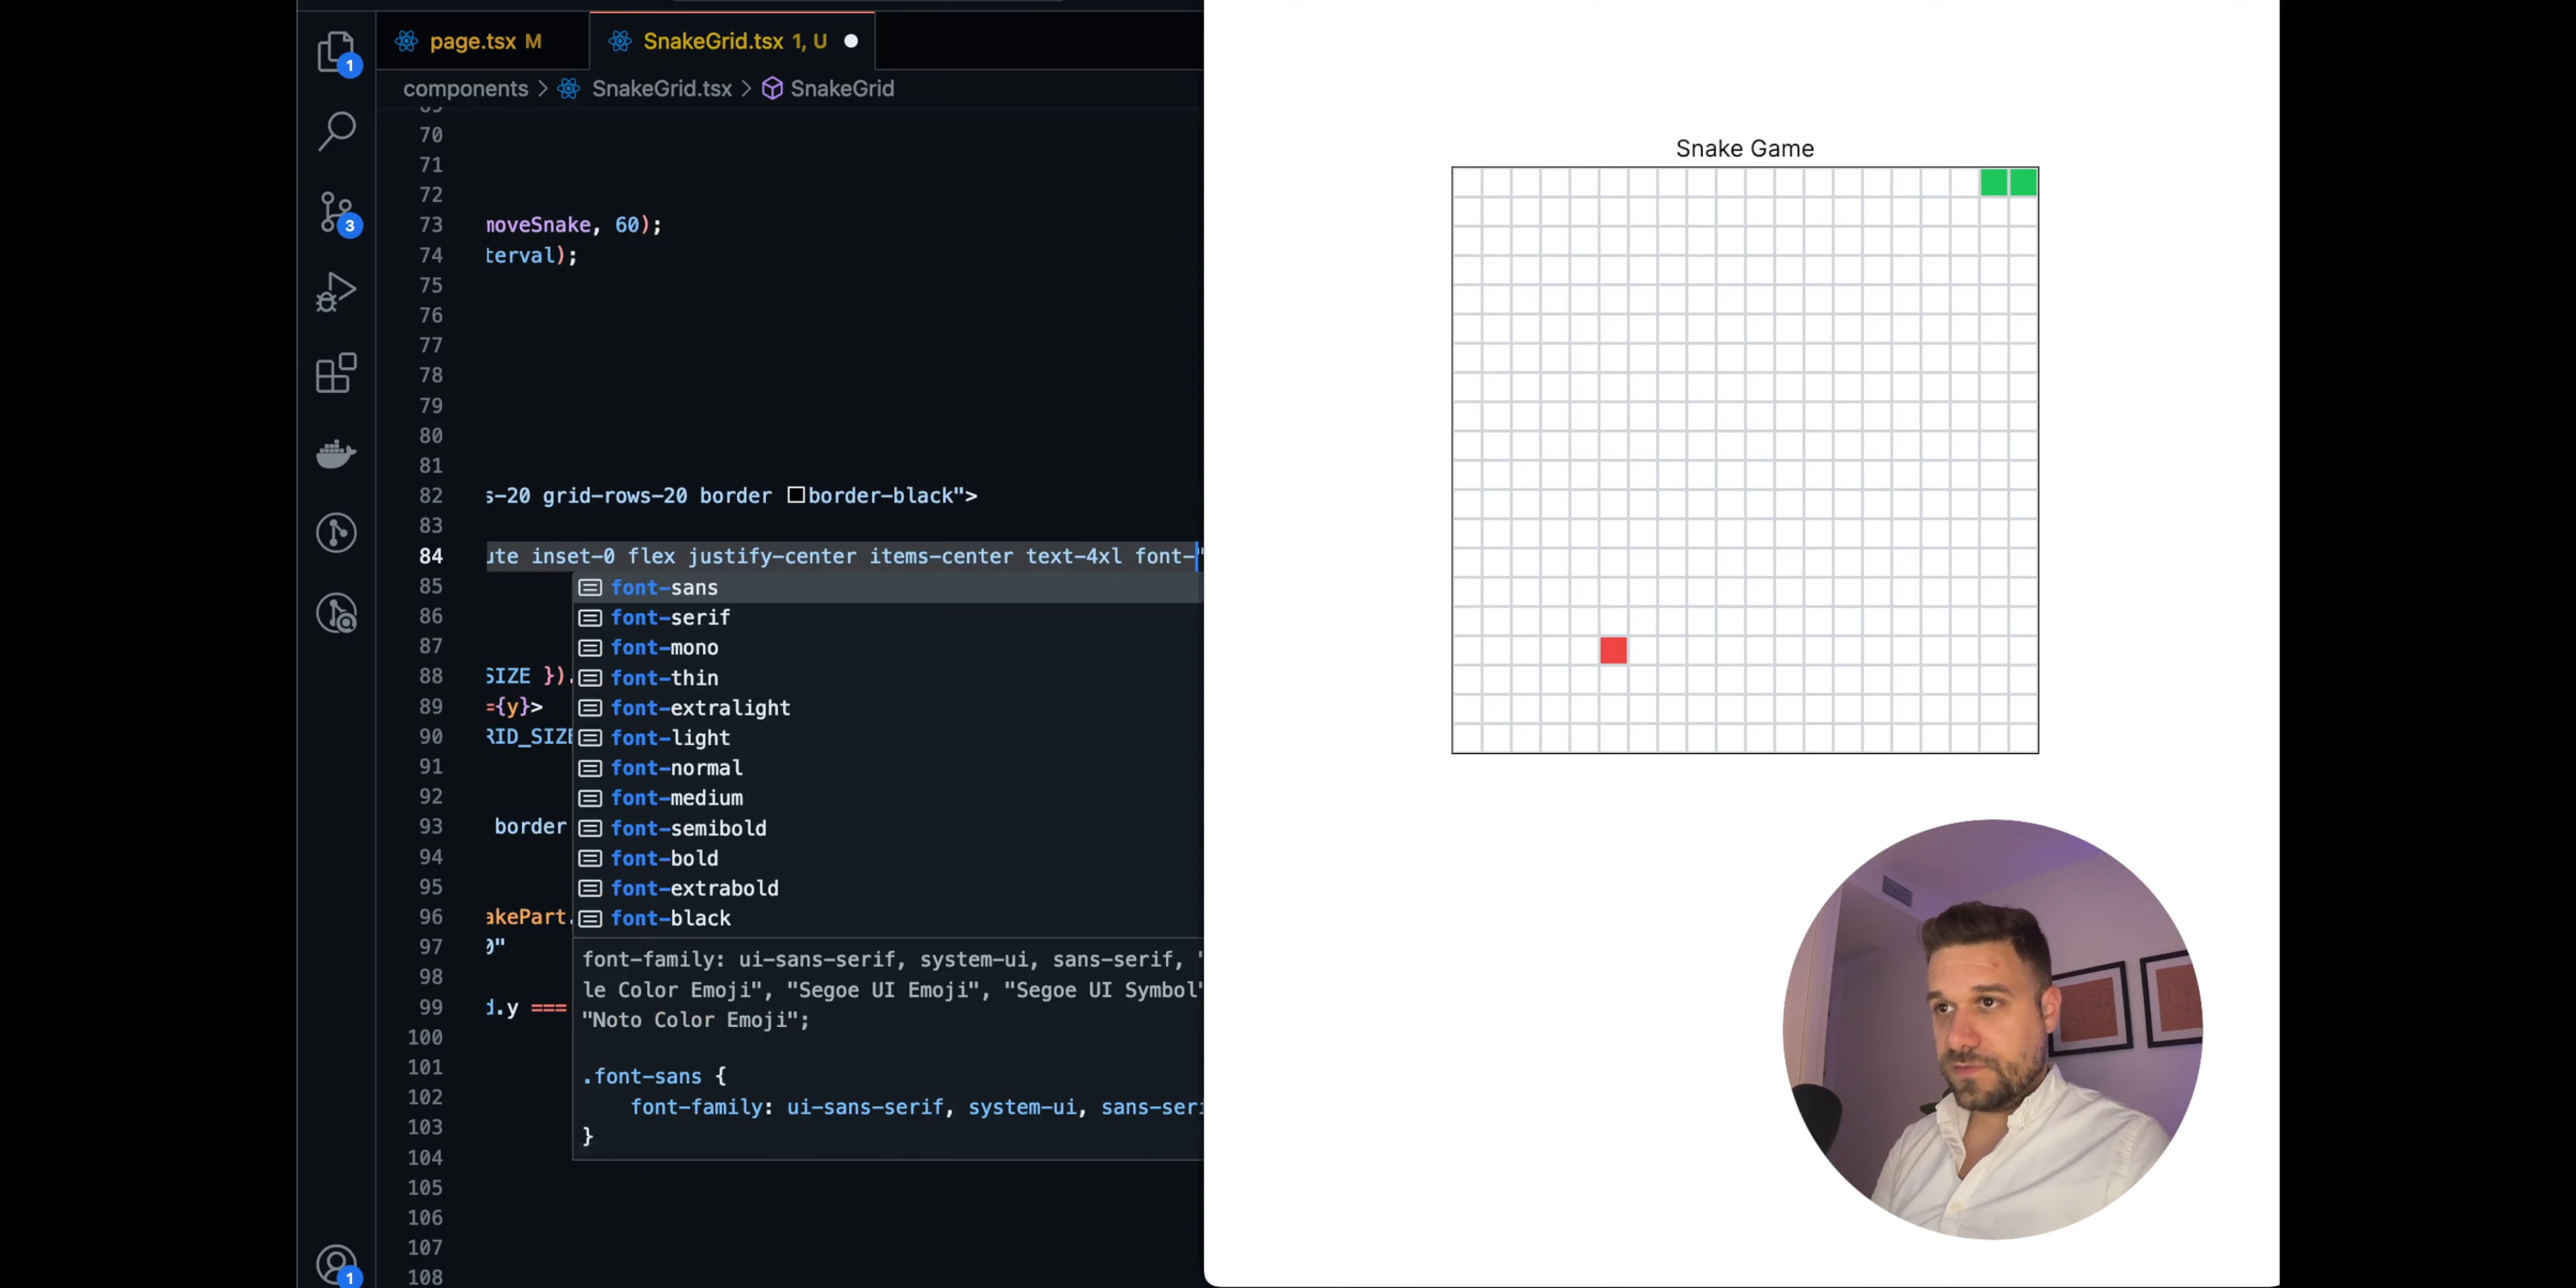 page.tsx M
SnakeGrid.tsx 1, U
components > SnakeGrid.tsx > SnakeGrid
1
3
1
70
71
72
73 moveSnake, 60);
74 terval);
75
76
77
78
79
80
81
82 s-20 grid-rows-20 border border-black">
83
84 ute inset-0 flex justify-center items-center text-4xl font-"
85 font-sans
86 font-serif
87 font-mono
88 SIZE }). font-thin
89 ={y}> font-extralight
90 RID_SIZE font-light
91 font-normal
92 font-medium
93 border font-semibold
94 font-bold
95 font-extrabold
96 akePart. font-black
97 0"
font-family: ui-sans-serif, system-ui, sans-serif, "
98 le Color Emoji", "Segoe UI Emoji", "Segoe UI Symbol"
99 d.y ===
"Noto Color Emoji";
100
101 .font-sans {
102 font-family: ui-sans-serif, system-ui, sans-seri
103 }
104
105
106
107
108
Snake Game